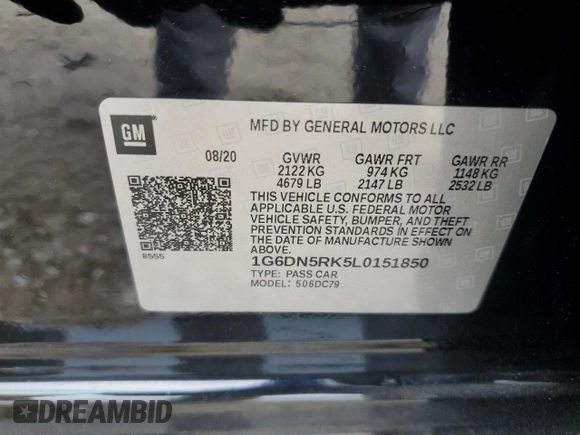 GM
MFD BY GENERAL MOTORS LLC
08/20 GVWR GAWR FRT GAWR RR
2122 KG 974 KG 1148 KG
4679 LB 2147 LB 2532 LB
THIS VEHICLE CONFORMS TO ALL
APPLICABLE U.S. FEDERAL MOTOR
VEHICLE SAFETY, BUMPER, AND THEFT
PREVENTION STANDARDS IN EFFECT ON
THE DATE OF MANUFACTURE SHOWN
ABOVE.
8555
1G6DN5RK5L0151850
TYPE: PASS CAR
MODEL: 506DC79
DREAMBID